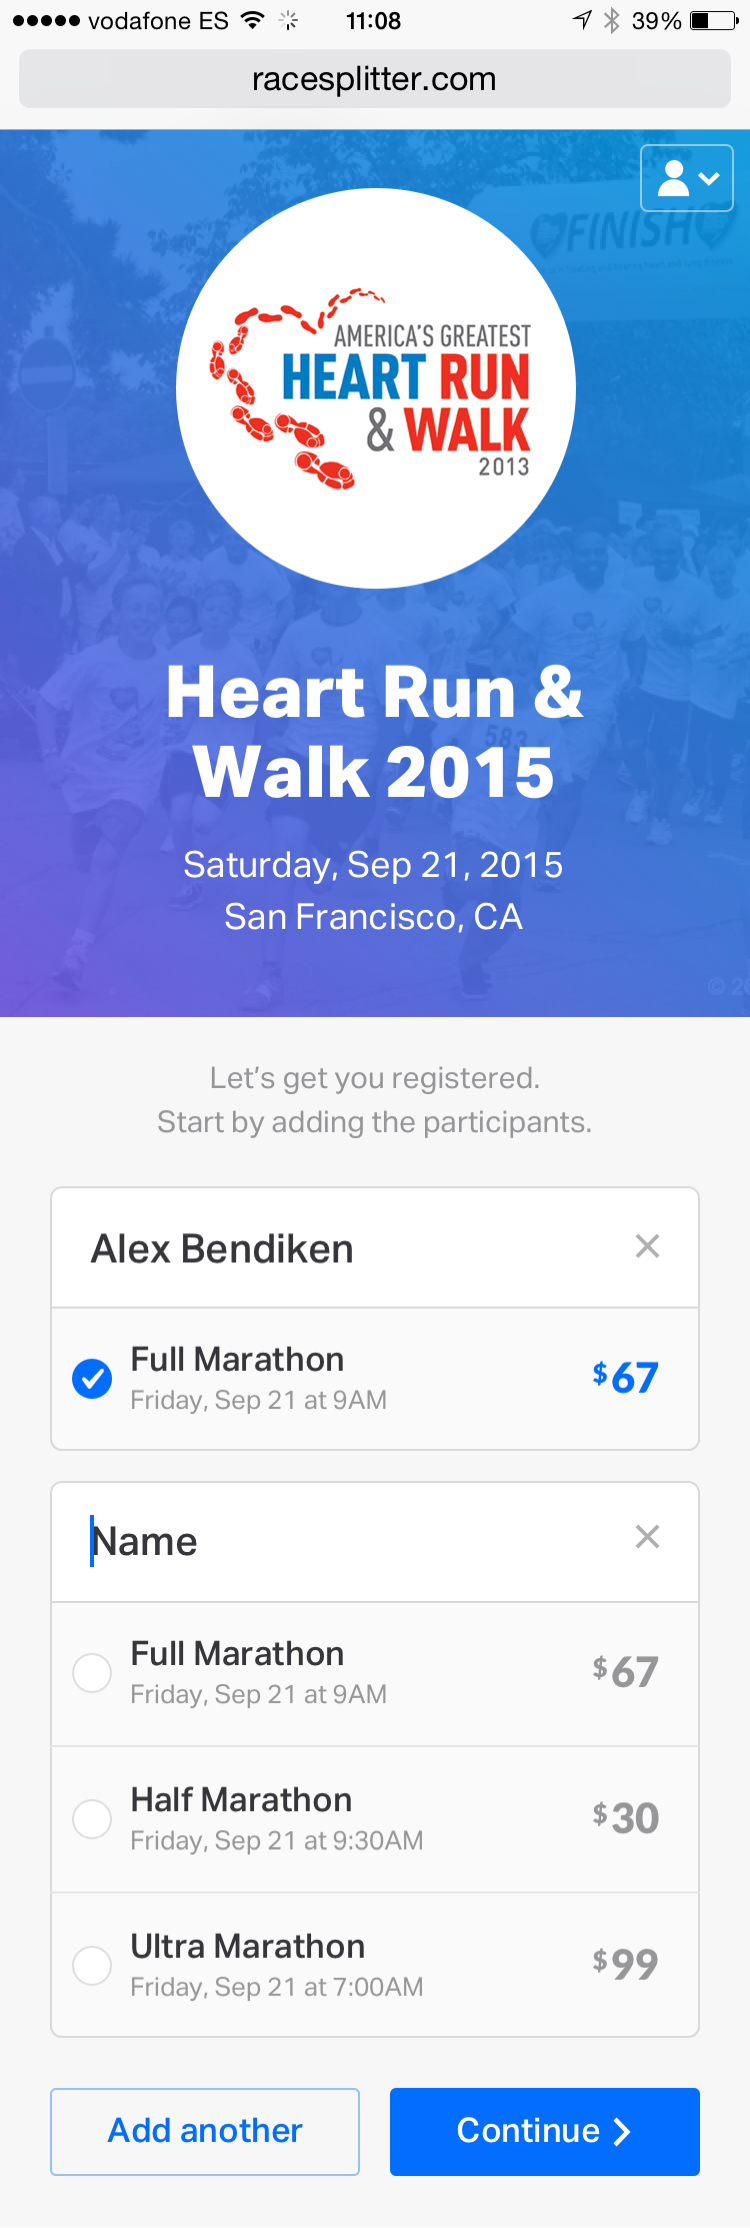 vodafone ES 11:08 39%
racesplitter.com
FINISH
AMERICA'S GREATEST
HEART RUN
& WALK
2013
583
Heart Run &
Walk 2015
Saturday, Sep 21, 2015
San Francisco, CA
Let's get you registered.
Start by adding the participants.
Alex Bendiken
Full Marathon
$67
Friday, Sep 21 at 9AM
Name
Full Marathon
$67
Friday, Sep 21 at 9AM
Half Marathon
$30
Friday, Sep 21 at 9:30AM
Ultra Marathon
$99
Friday, Sep 21 at 7:00AM
Add another
Continue